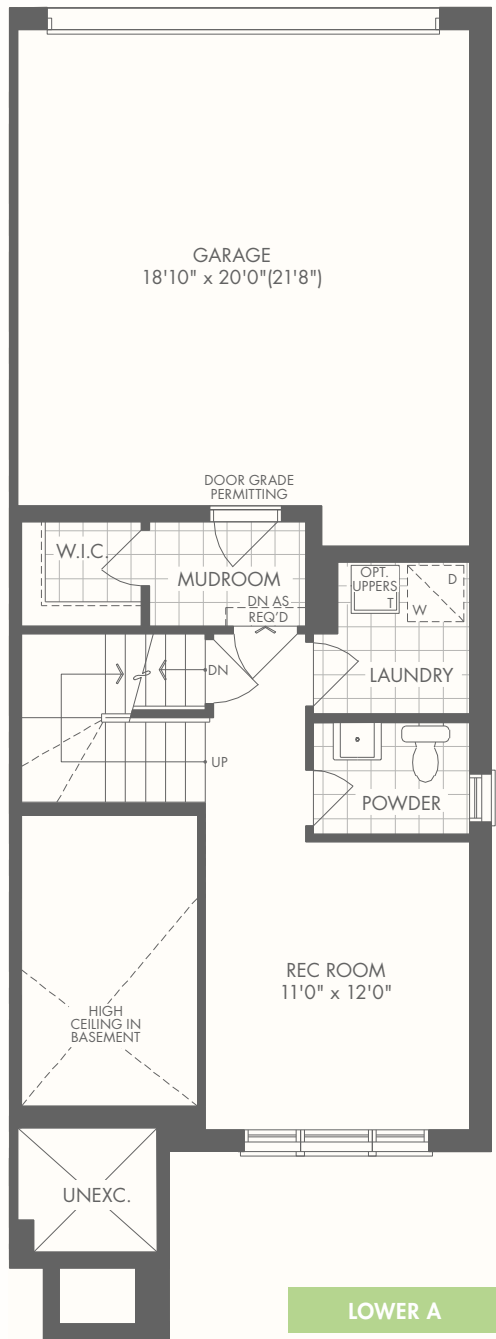 GARAGE
18'10" x 20'0"(21'8")
DOOR GRADE
PERMITTING
W.I.C.
MUDROOM
DN AS
REQ'D
OPT.
UPPERS
T
D
W
LAUNDRY
DN
UP
POWDER
REC ROOM
11'0" x 12'0"
HIGH
CEILING IN
BASEMENT
UNEXC.
LOWER A